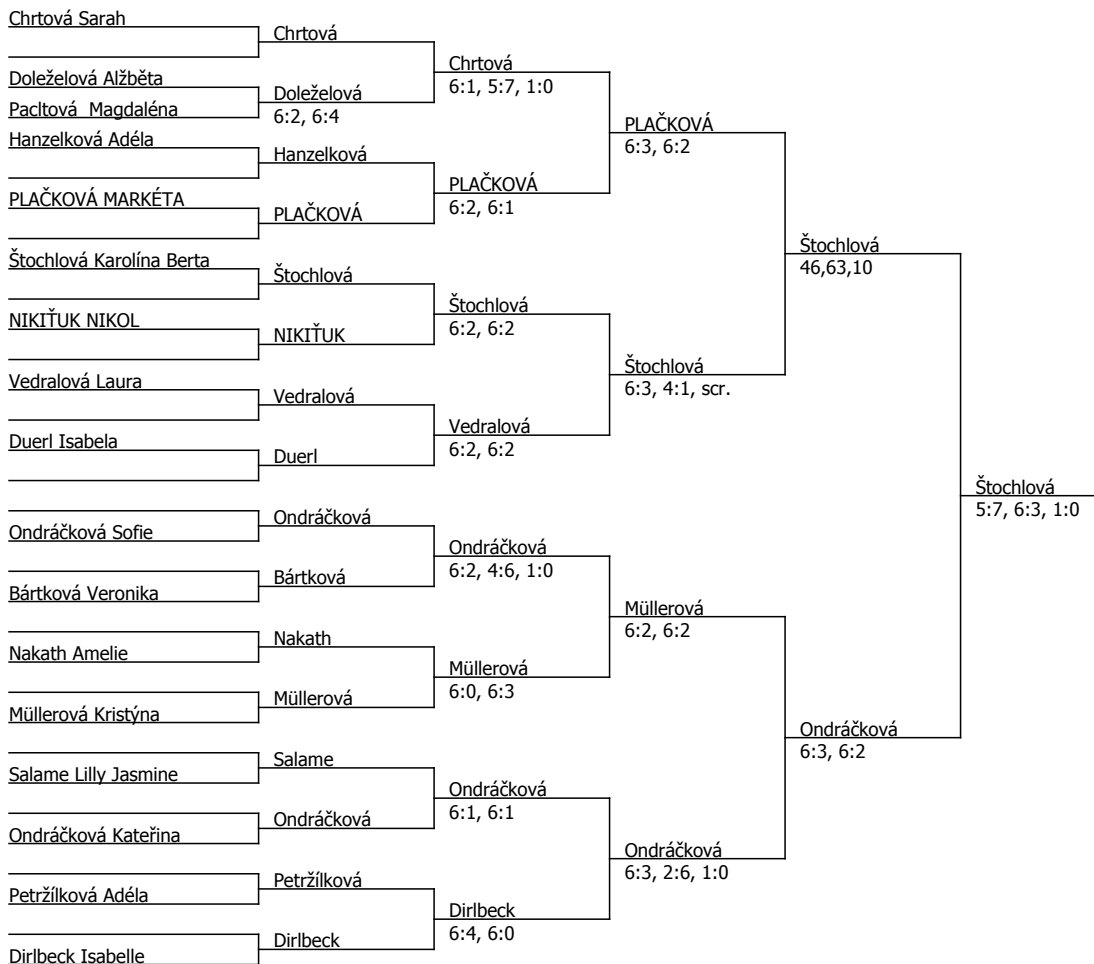 Chrtová Sarah
Doleželová Alžběta
Pacltová  Magdaléna
Hanzelková Adéla
PLAČKOVÁ MARKÉTA
Štochlová Karolína Berta
NIKIŤUK NIKOL
Vedralová Laura
Duerl Isabela
Ondráčková Sofie
Bártková Veronika
Nakath Amelie
Müllerová Kristýna
Salame Lilly Jasmine
Ondráčková Kateřina
Petržílková Adéla
Dirlbeck Isabelle
Chrtová
Doleželová
6:2, 6:4
Hanzelková
PLAČKOVÁ
Štochlová
NIKIŤUK
Vedralová
Duerl
Ondráčková
Bártková
Nakath
Müllerová
Salame
Ondráčková
Petržílková
Dirlbeck
Chrtová
6:1, 5:7, 1:0
PLAČKOVÁ
6:2, 6:1
Štochlová
6:2, 6:2
Vedralová
6:2, 6:2
Ondráčková
6:2, 4:6, 1:0
Müllerová
6:0, 6:3
Ondráčková
6:1, 6:1
Dirlbeck
6:4, 6:0
PLAČKOVÁ
6:3, 6:2
Štochlová
6:3, 4:1, scr.
Müllerová
6:2, 6:2
Ondráčková
6:3, 2:6, 1:0
Štochlová
46,63,10
Ondráčková
6:3, 6:2
Štochlová
5:7, 6:3, 1:0